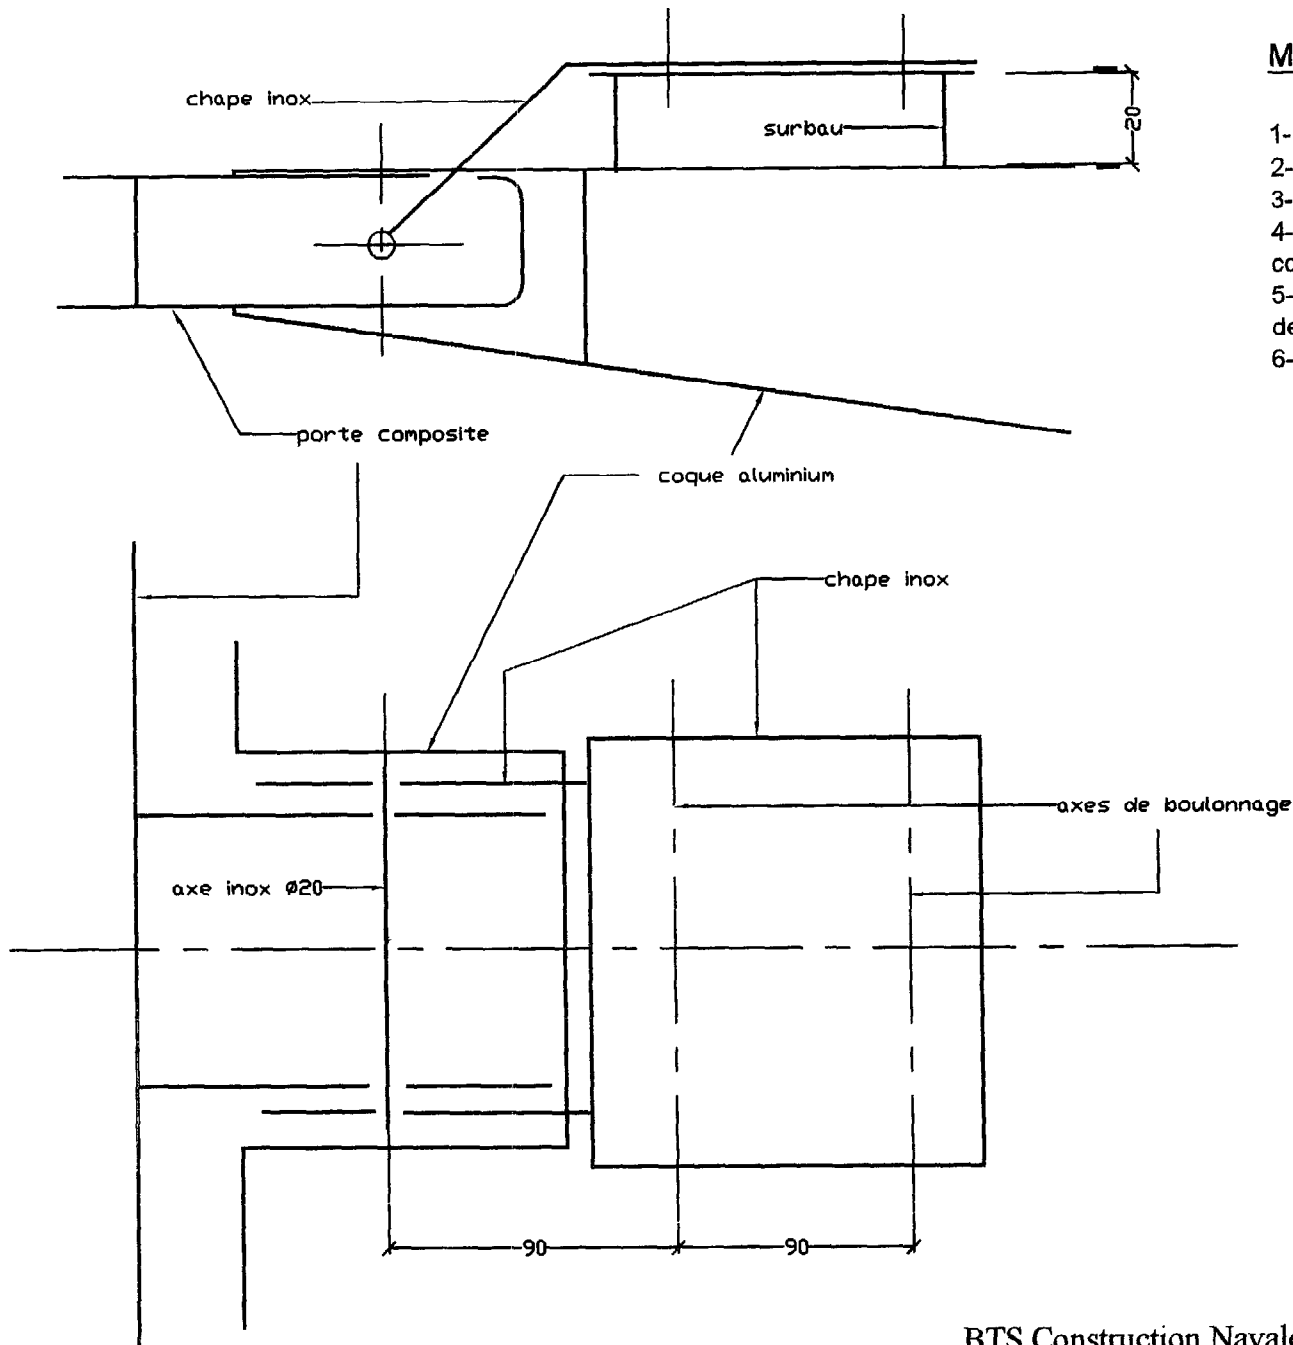 M
chape inox
surbau
20
1-
2-
3-
4-
co
5-
de
6-
porte composite
coque aluminium
chape inox
axes de boulonnage
axe inox ø20
90
90
BTS Construction Navale